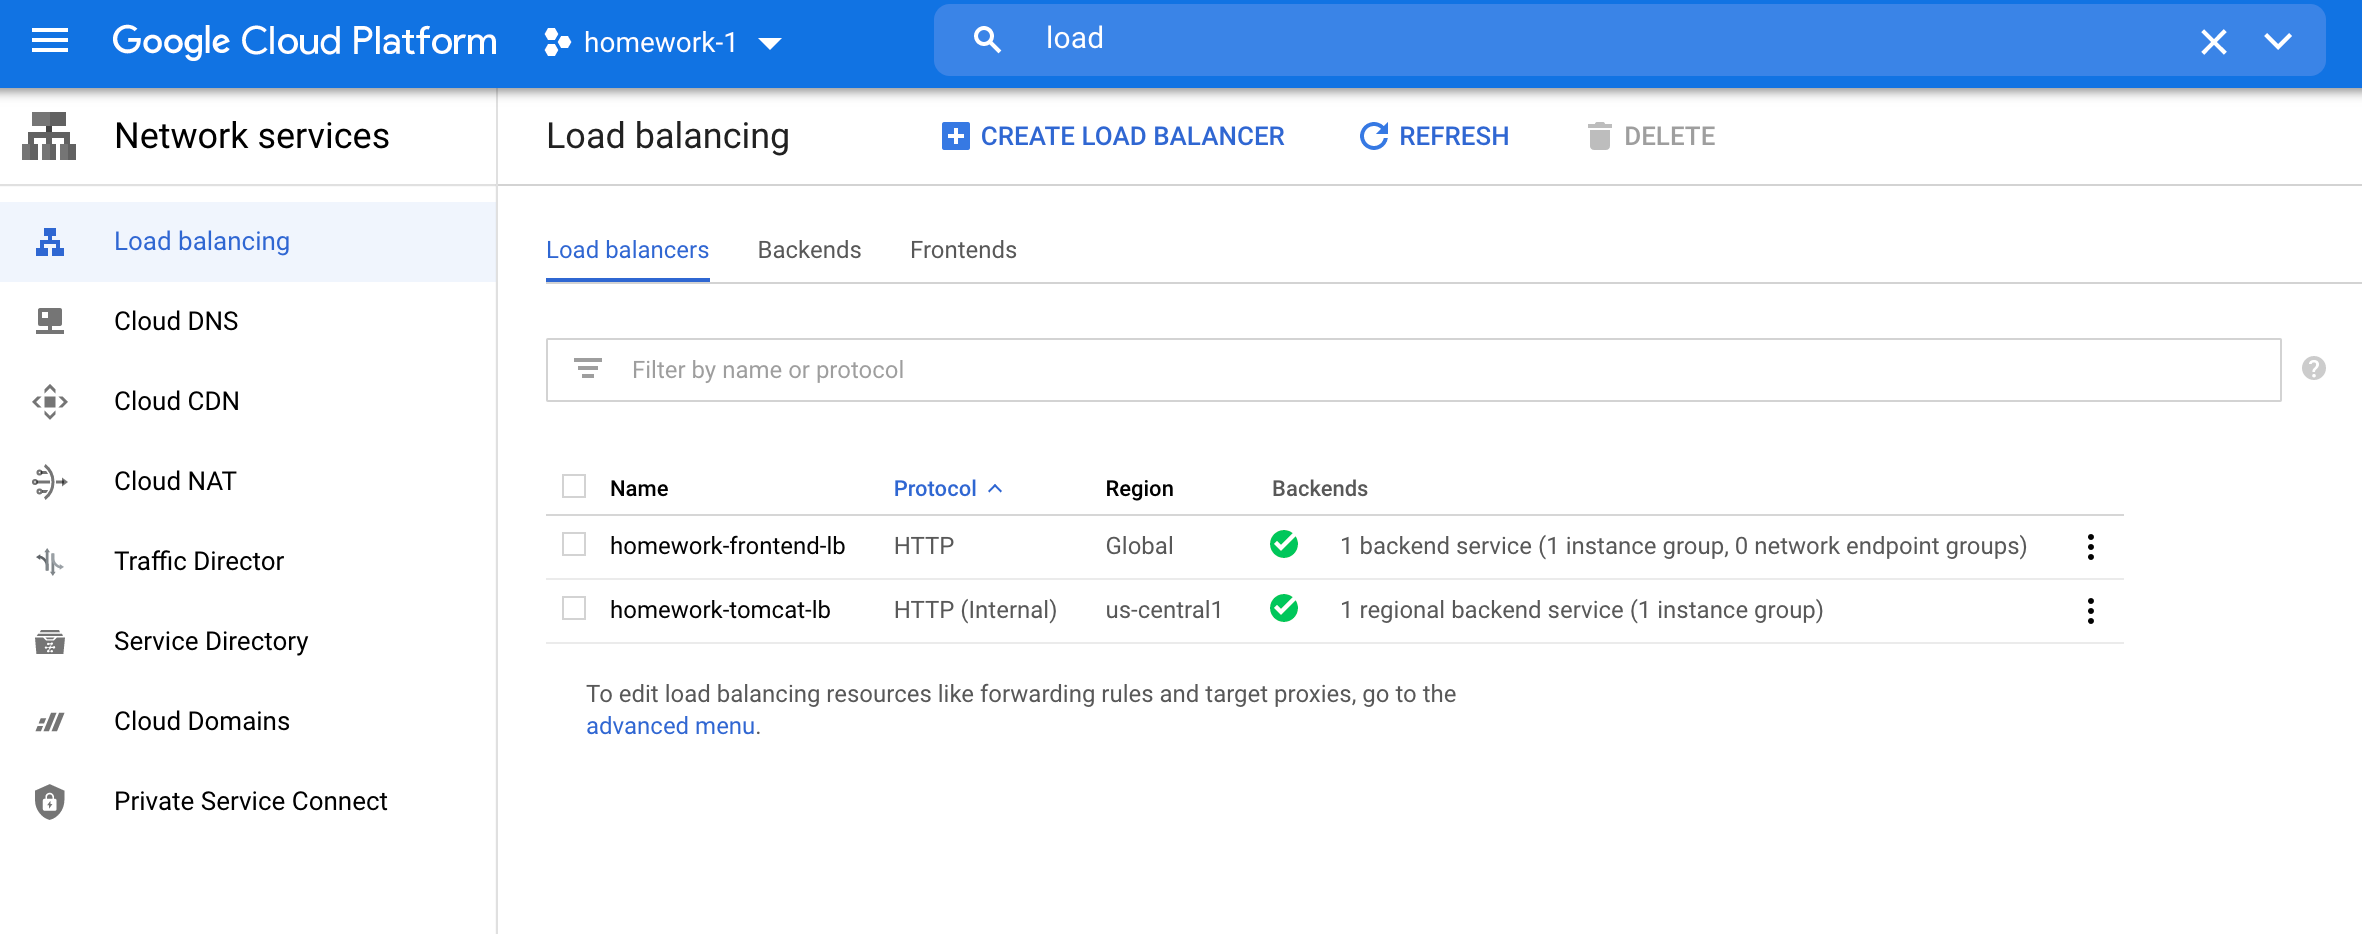 Google Cloud Platform homework-1 load
Network services
Load balancing
Cloud DNS
Cloud CDN
Cloud NAT
Traffic Director
Service Directory
Cloud Domains
Private Service Connect
Load balancing CREATE LOAD BALANCER REFRESH DELETE
Load balancers Backends Frontends
Filter by name or protocol ?
Name Protocol Region Backends
homework-frontend-lb HTTP Global 1 backend service (1 instance group, 0 network endpoint groups)
homework-tomcat-lb HTTP (Internal) us-central1 1 regional backend service (1 instance group)
To edit load balancing resources like forwarding rules and target proxies, go to the
advanced menu.